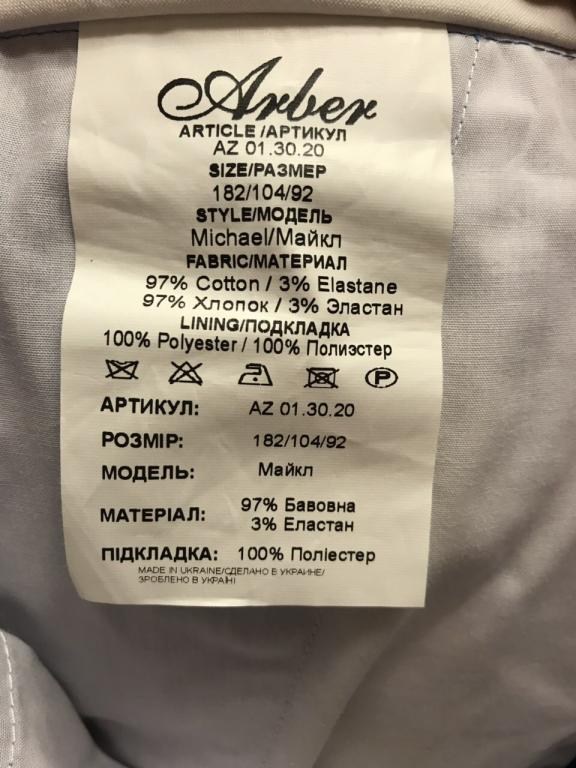 Arber
ARTICLE/АРТИКУЛ
AZ 01.30.20
SIZE/РАЗМЕР
182/104/92
STYLE/МОДЕЛЬ
Michael/Майкл
FABRIC/МАТЕРИАЛ
97% Cotton / 3% Elastane
97% Хлопок / 3% Эластан
LINING/ПОДКЛАДКА
100% Polyester / 100% Полиэстер
P
АРТИКУЛ: AZ 01.30.20
РОЗМІР: 182/104/92
МОДЕЛЬ: Майкл
МАТЕРІАЛ: 97% Бавовна
3% Еластан
ПІДКЛАДКА: 100% Поліестер
MADE IN UKRAINE/СДЕЛАНО В УКРАИНЕ/
ЗРОБЛЕНО В УКРАЇНІ